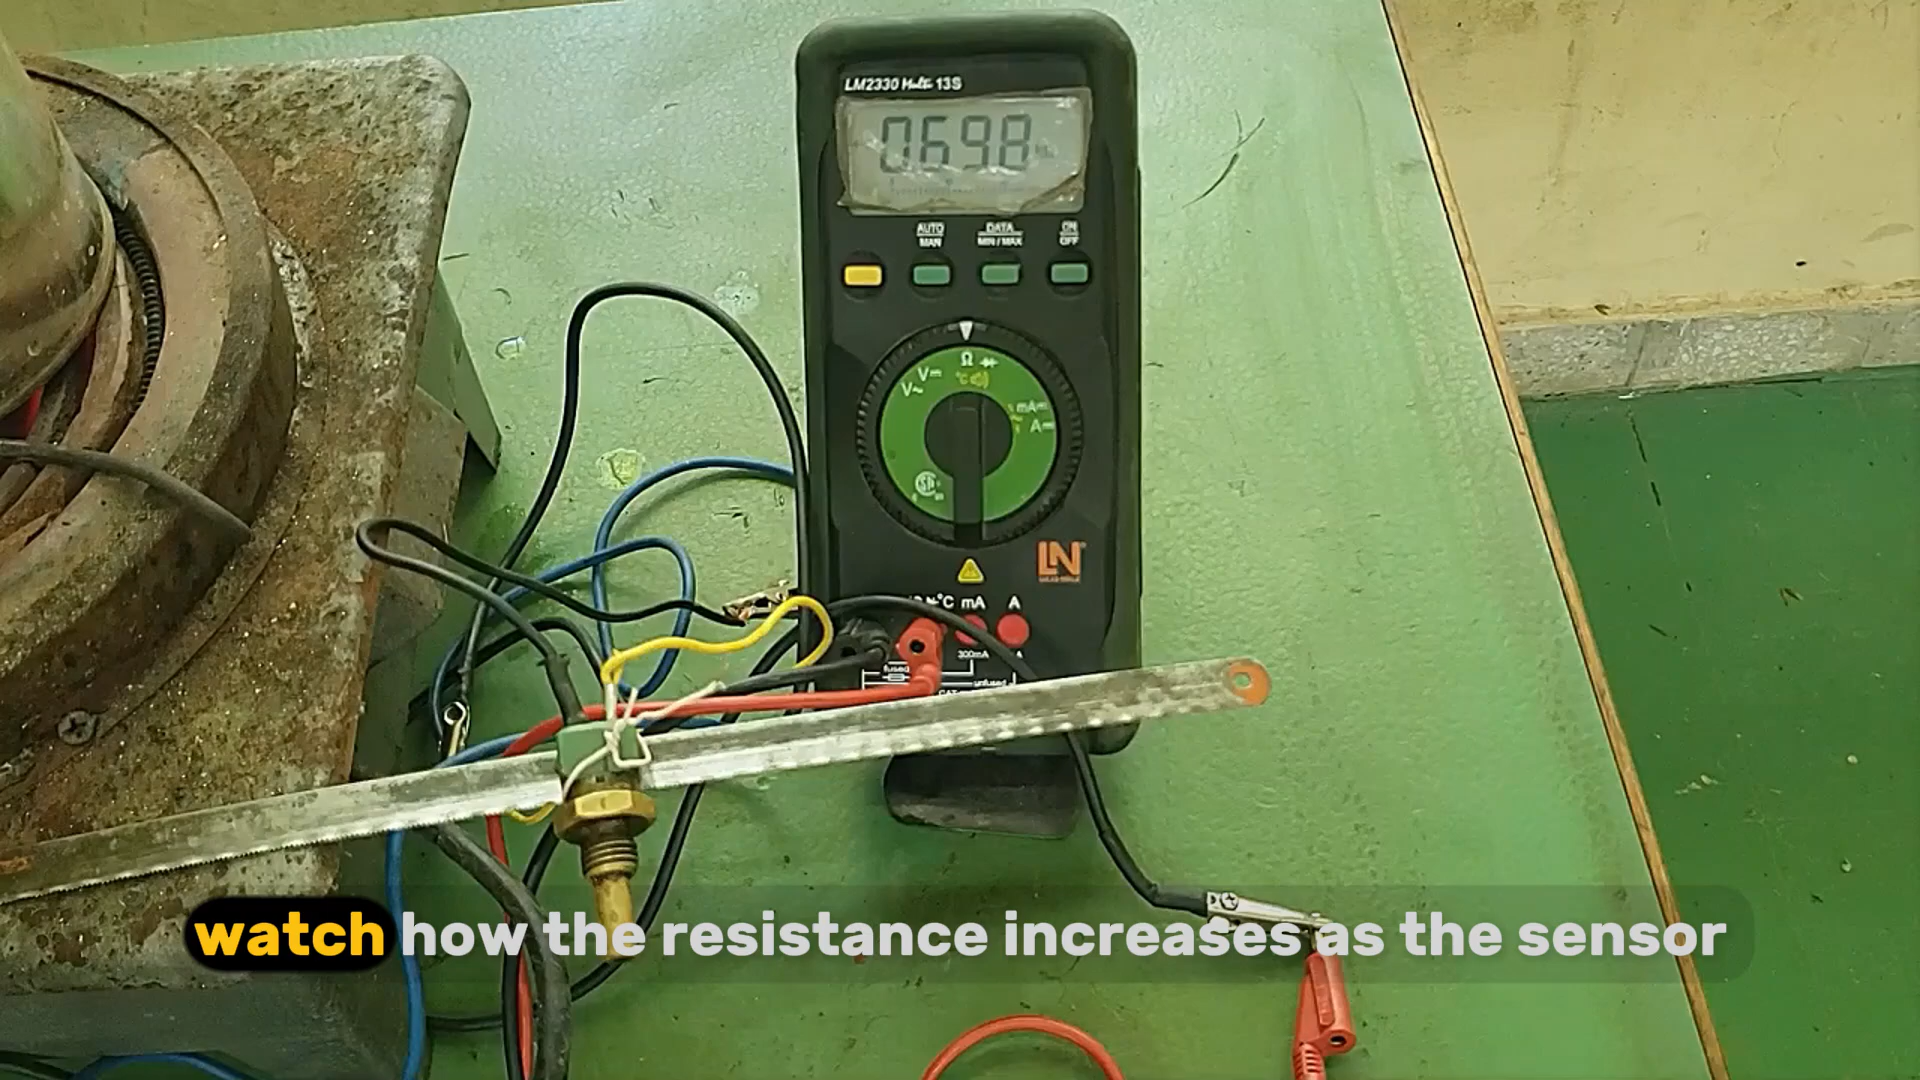 LM2330 Multi 13S
0698
AUTO
MAN
DATA
MIN / MAX
ON
OFF
Ω
V
V~
°C
mA
A
LN
°C mA A
300mA
fused
unfused
CAT
watch how the resistance increases as the sensor